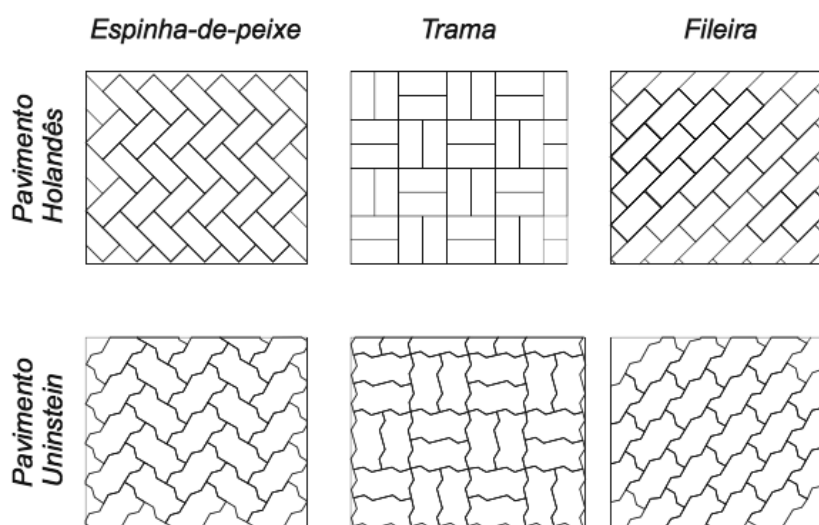 Espinha-de-peixe
Trama
Fileira
Pavimento
Holandês
Pavimento
Uninstein